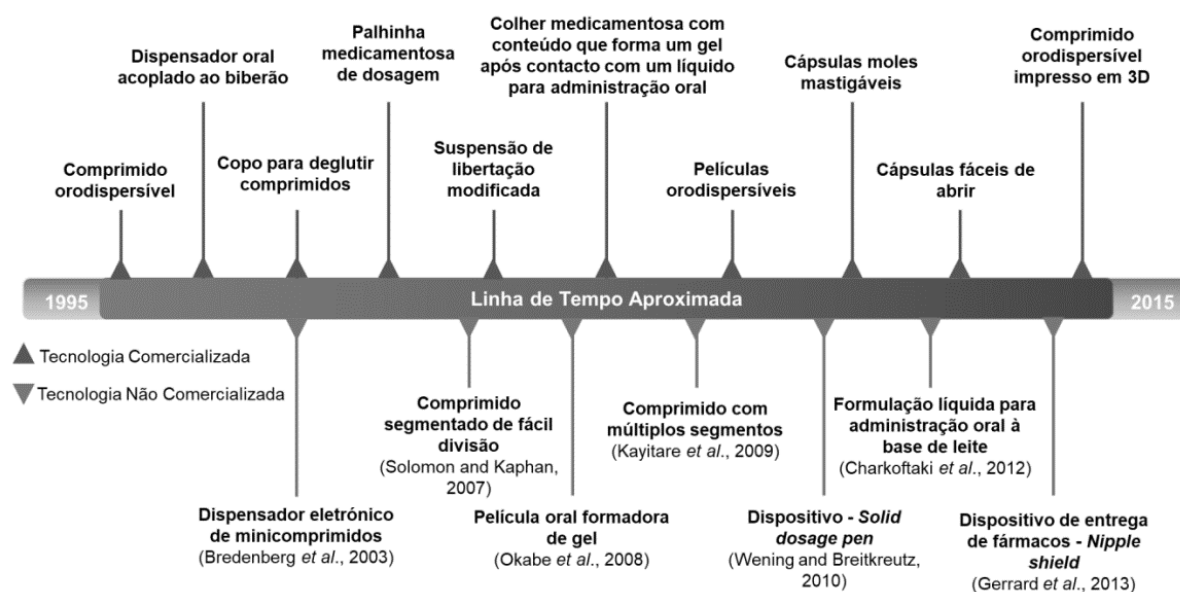 Comprimido
orodispersível
Dispensador oral
acoplado ao biberão
Copo para deglutir
comprimidos
Palhinha
medicamentosa
de dosagem
Suspensão de
libertação
modificada
Colher medicamentosa com
conteúdo que forma um gel
após contacto com um líquido
para administração oral
Películas
orodispersíveis
Cápsulas moles
mastigáveis
Cápsulas fáceis de
abrir
Comprimido
orodispersível
impresso em 3D
1995
Linha de Tempo Aproximada
2015
Tecnologia Comercializada
Tecnologia Não Comercializada
Dispensador eletrónico
de minicomprimidos
(Bredenberg et al., 2003)
Comprimido
segmentado de fácil
divisão
(Solomon and Kaphan,
2007)
Película oral formadora
de gel
(Okabe et al., 2008)
Comprimido com
múltiplos segmentos
(Kayitare et al., 2009)
Dispositivo - Solid
dosage pen
(Wening and Breitkreutz,
2010)
Formulação líquida para
administração oral à
base de leite
(Charkoftaki et al., 2012)
Dispositivo de entrega
de fármacos - Nipple
shield
(Gerrard et al., 2013)